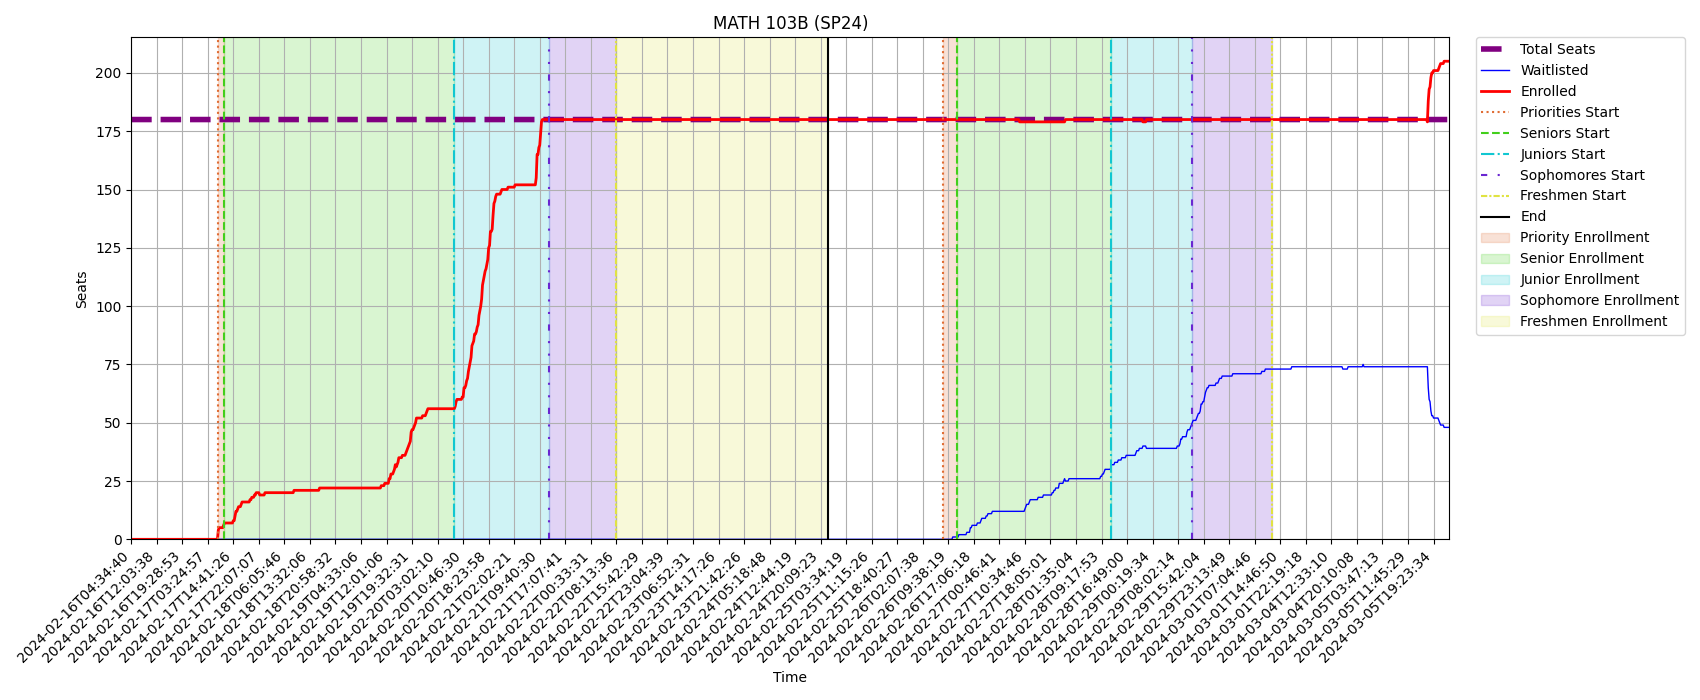 MATH 103B (SP24)
Seats
200
175
150
125
100
75
50
25
0
2024-02-16T04:34:40
2024-02-16T12:03:38
2024-02-16T19:28:53
2024-02-17T03:24:57
2024-02-17T14:41:26
2024-02-17T22:07:07
2024-02-18T06:05:46
2024-02-18T13:32:06
2024-02-18T20:58:32
2024-02-19T04:33:06
2024-02-19T12:01:06
2024-02-19T19:32:31
2024-02-20T03:02:10
2024-02-20T10:46:30
2024-02-20T18:23:58
2024-02-21T02:02:21
2024-02-21T09:40:30
2024-02-21T17:07:41
2024-02-22T00:33:31
2024-02-22T08:13:36
2024-02-22T15:42:29
2024-02-22T23:04:39
2024-02-23T06:52:31
2024-02-23T14:17:26
2024-02-23T21:42:26
2024-02-24T05:18:48
2024-02-24T12:44:19
2024-02-24T20:09:23
2024-02-25T03:34:19
2024-02-25T11:15:26
2024-02-25T18:40:27
2024-02-26T02:07:38
2024-02-26T09:38:19
2024-02-26T17:06:18
2024-02-27T00:46:41
2024-02-27T10:34:46
2024-02-27T18:05:01
2024-02-28T01:35:04
2024-02-28T09:17:53
2024-02-28T16:49:00
2024-02-29T00:19:34
2024-02-29T08:02:14
2024-02-29T15:42:04
2024-02-29T23:13:49
2024-03-01T07:04:46
2024-03-01T14:46:50
2024-03-01T22:19:18
2024-03-04T12:33:10
2024-03-04T20:10:08
2024-03-05T03:47:13
2024-03-05T11:45:29
2024-03-05T19:23:34
Time
Total Seats
Waitlisted
Enrolled
Priorities Start
Seniors Start
Juniors Start
Sophomores Start
Freshmen Start
End
Priority Enrollment
Senior Enrollment
Junior Enrollment
Sophomore Enrollment
Freshmen Enrollment